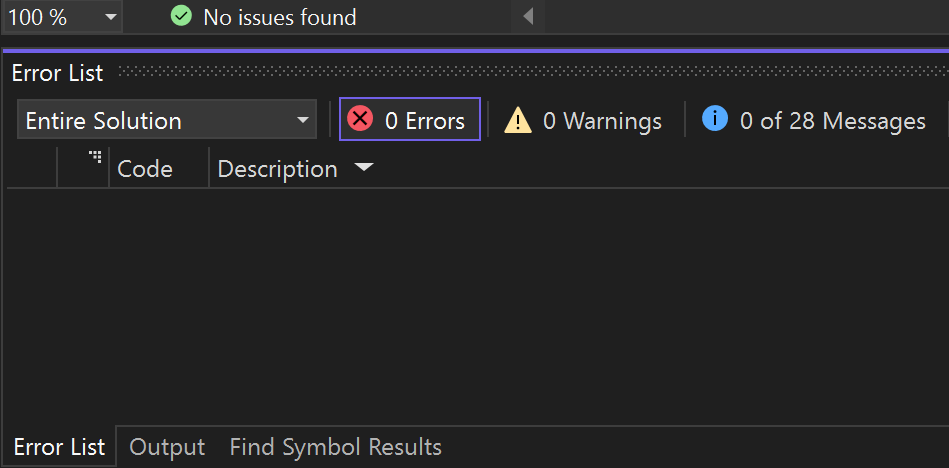 100 % No issues found
Error List
Entire Solution 0 Errors 0 Warnings 0 of 28 Messages
Code Description
Error List Output Find Symbol Results